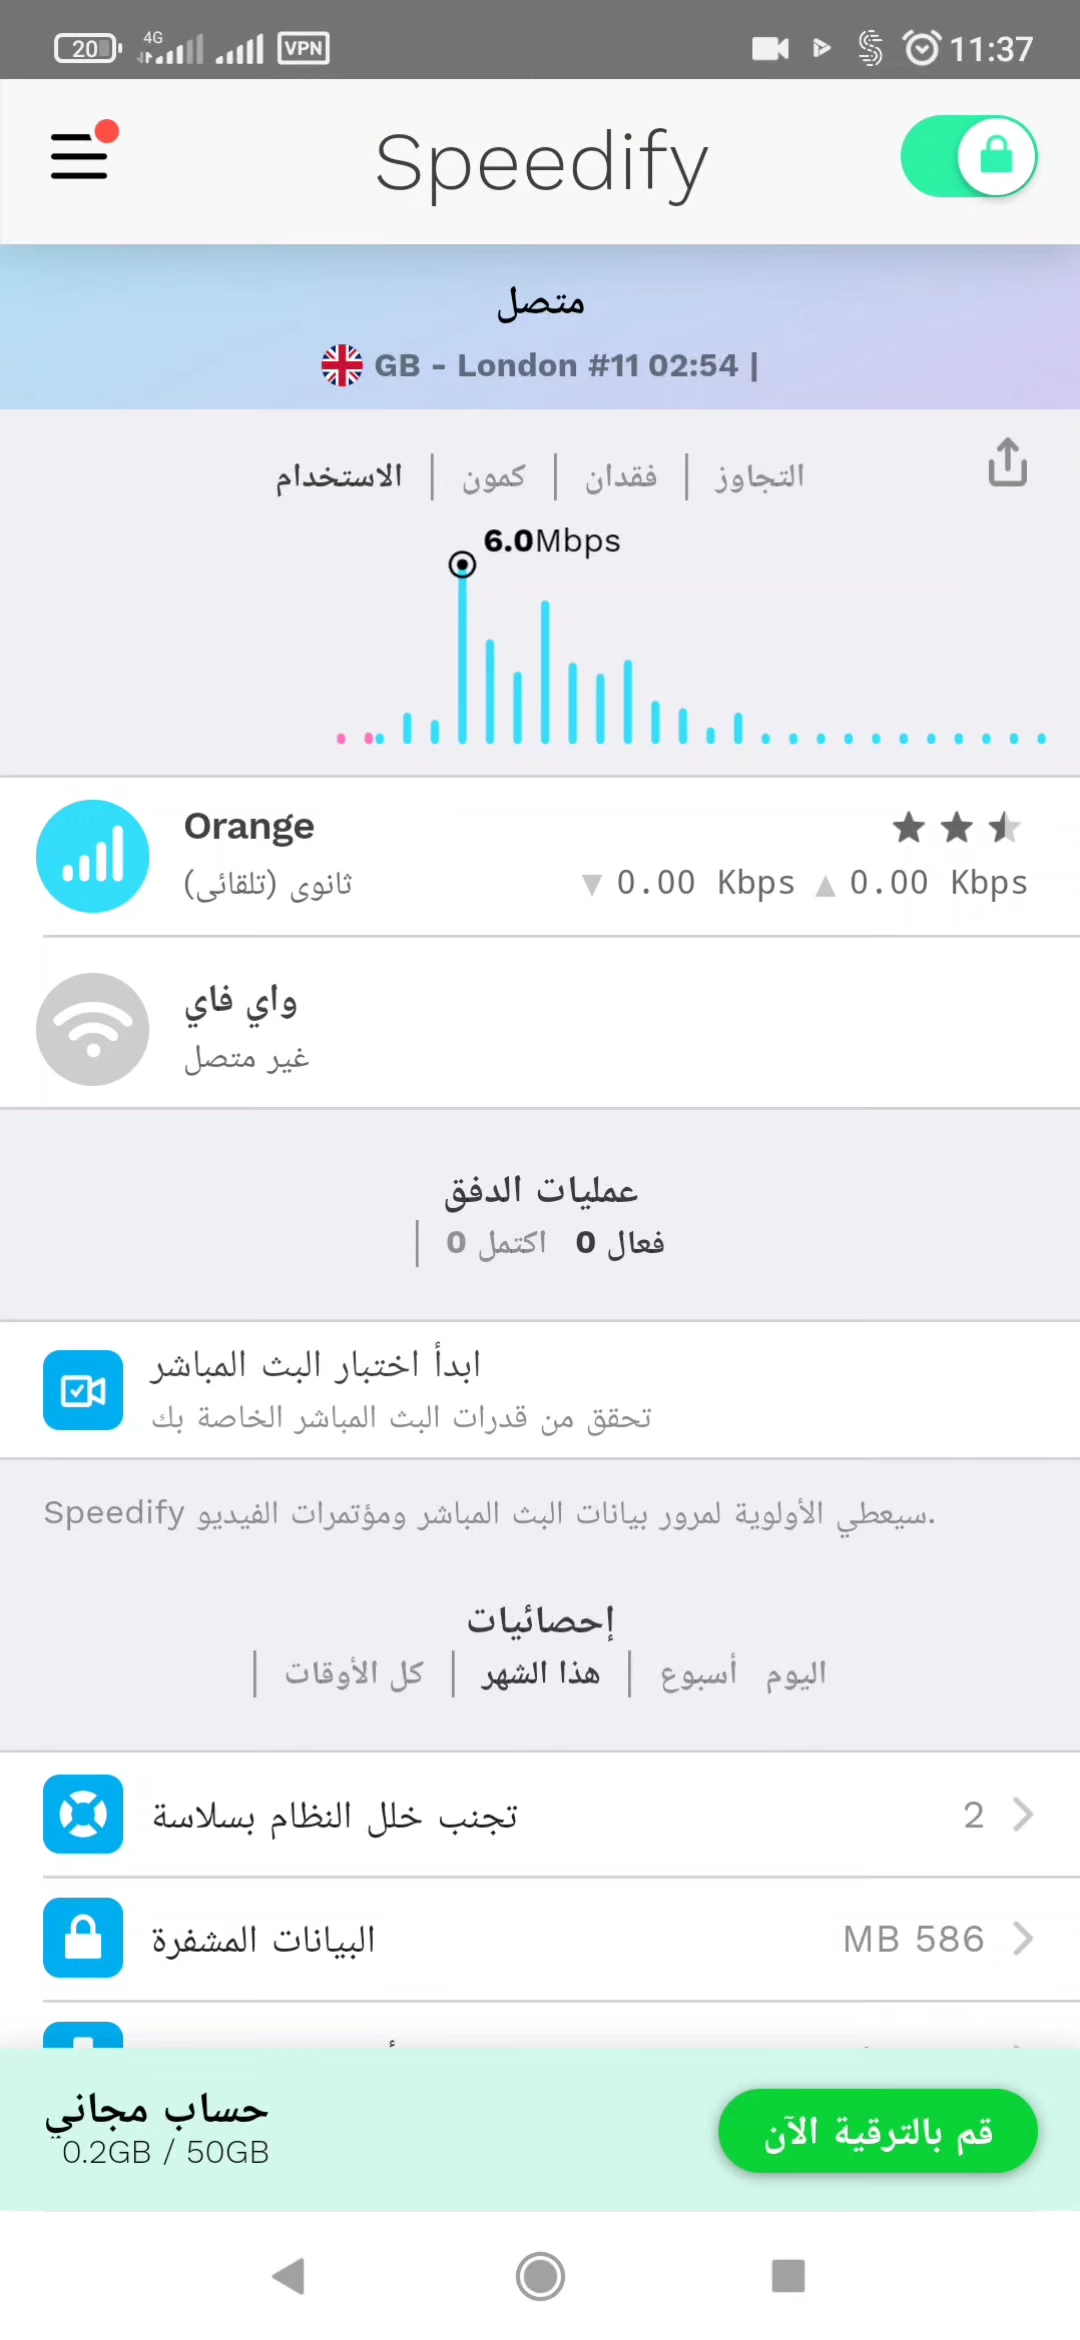 20 4G VPN 11:37
Speedify
متصل
GB - London #11 02:54 |
الاستخدام | كمون | فقدان | التجاوز
6.0Mbps
Orange
ثانوى (تلقائى) ▼ 0.00 Kbps ▲ 0.00 Kbps
واي فاي
غير متصل
عمليات الدفق
فعال 0 اكتمل 0 |
ابدأ اختبار البث المباشر
تحقق من قدرات البث المباشر الخاصة بك
Speedify سيعطي الأولوية لمرور بيانات البث المباشر ومؤتمرات الفيديو.
إحصائيات
اليوم أسبوع | هذا الشهر | كل الأوقات |
تجنب خلل النظام بسلاسة 2
البيانات المشفرة MB 586
حساب مجاني
0.2GB / 50GB
قم بالترقية الآن